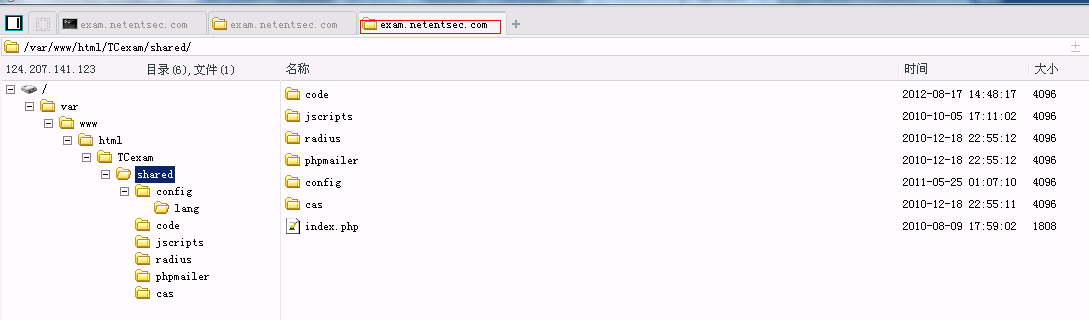 exam.netentsec.com exam.netentsec.com exam.netentsec.com
/var/www/html/TCexam/shared/
124.207.141.123 目录(6),文件(1) 名称 时间 大小
/
var
www
html
TCexam
shared
config
lang
code
jscripts
radius
phpmailer
cas
code 2012-08-17 14:48:17 4096
jscripts 2010-10-05 17:11:02 4096
radius 2010-12-18 22:55:12 4096
phpmailer 2010-12-18 22:55:12 4096
config 2011-05-25 01:07:10 4096
cas 2010-12-18 22:55:11 4096
index.php 2010-08-09 17:59:02 1808